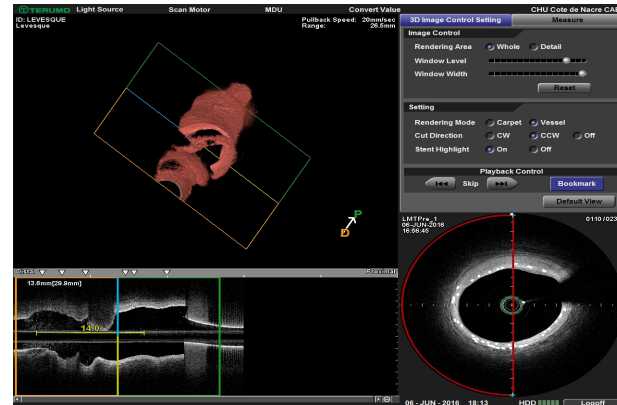 TERUMO Light Source Scan Motor MDU Convert Value CHU Cote de Nacre CAE
ID: LEVESQUE
Levesque
Pullback Speed: 20mm/sec
Range: 26.5mm
3D Image Control Setting Measure
Image Control
Rendering Area Whole Detail
Window Level
Window Width
Reset
Setting
Rendering Mode Carpet Vessel
Cut Direction CW CCW Off
Stent Highlight On Off
Playback Control
Skip Bookmark
Default View
P
D
LMTPre_1
06-JUN-2016
16:56:45
0110/023
Distal Proximal
13.6mm[29.9mm]
14.0
06 - JUN - 2016 18:13 HDD Logoff